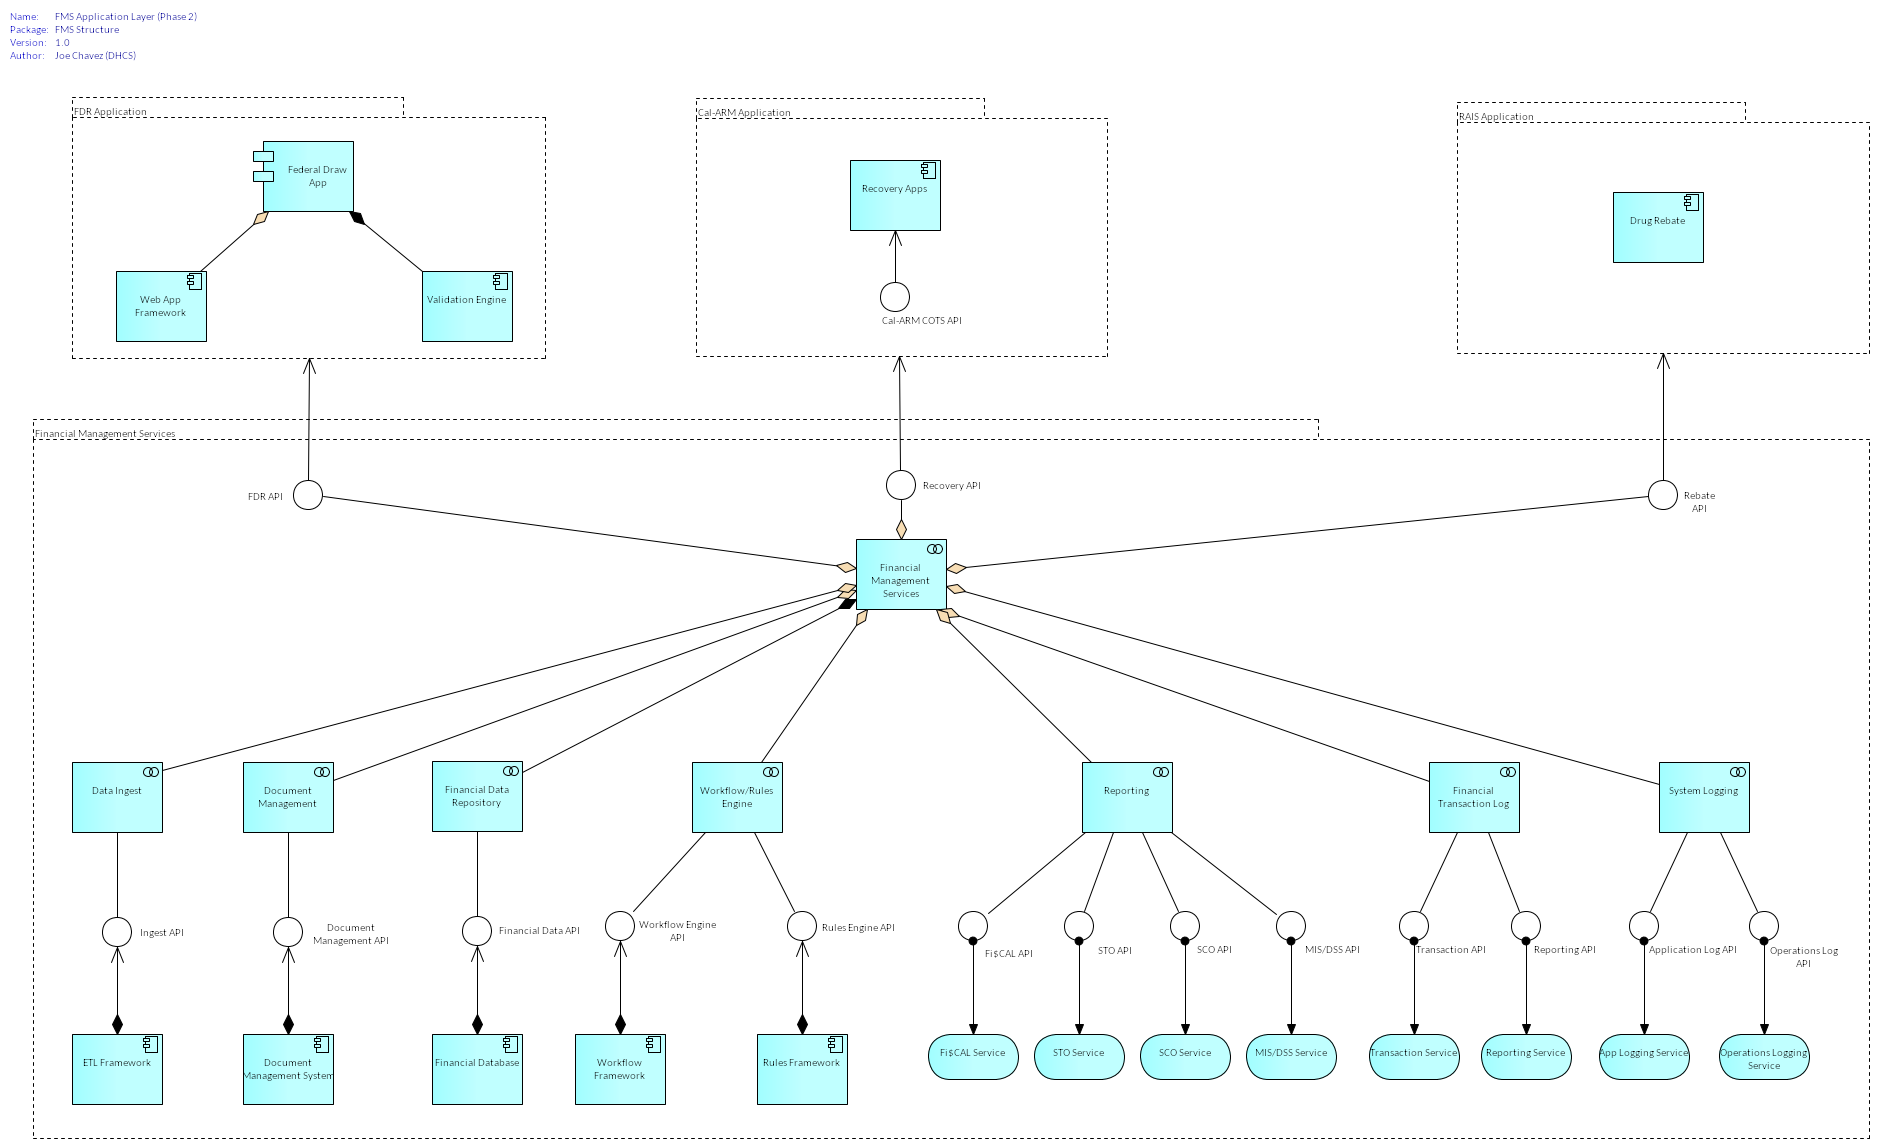 Name: FMS Application Layer (Phase 2)
Package: FMS Structure
Version: 1.0
Author: Joe Chavez (DHCS)
FDR Application
Cal-ARM Application
RAIS Application
Federal Draw
App
Recovery Apps
Drug Rebate
Web App
Framework
Validation Engine
Cal-ARM COTS API
Financial Management Services
FDR API
Recovery API
Rebate
API
Financial
Management
Services
Data Ingest
Document
Management
Financial Data
Repository
Workflow/Rules
Engine
Reporting
Financial
Transaction Log
System Logging
Ingest API
Document
Management API
Financial Data API
Workflow Engine
API
Rules Engine API
Fi$CAL API
STO API
SCO API
MIS/DSS API
Transaction API
Reporting API
Application Log API
Operations Log
API
ETL Framework
Document
Management System
Financial Database
Workflow
Framework
Rules Framework
Fi$CAL Service
STO Service
SCO Service
MIS/DSS Service
Transaction Service
Reporting Service
App Logging Service
Operations Logging
Service